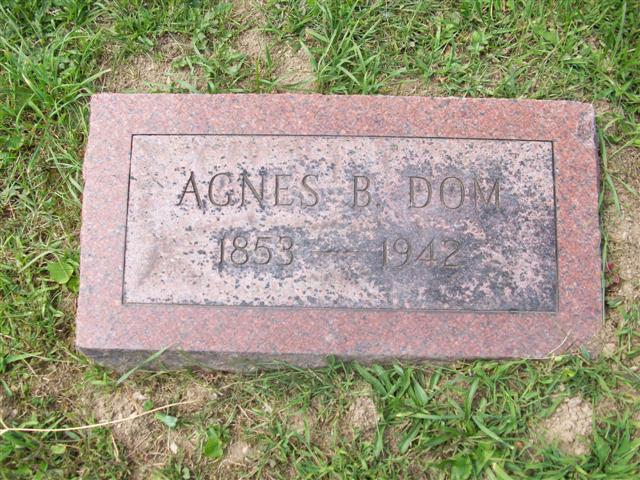 AGNES B. DOM
1853 — 1942